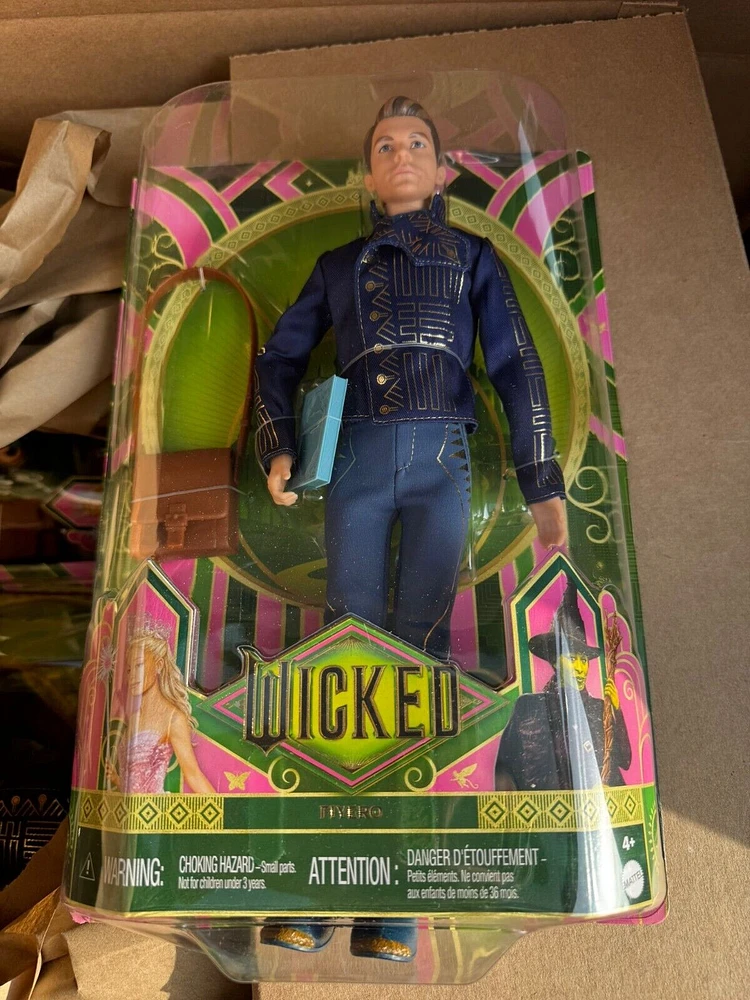 WICKED
FIYERO
WARNING:
CHOKING HAZARD – Small parts.
Not for children under 3 years.
ATTENTION :
DANGER D'ÉTOUFFEMENT –
Petits éléments. Ne convient pas
aux enfants de moins de 36 mois.
4+
MATTEL